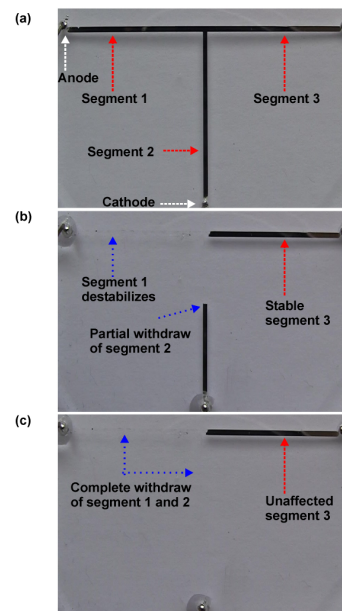 (a)
Anode
Segment 1
Segment 3
Segment 2
Cathode
(b)
Segment 1
destabilizes
Partial withdraw
of segment 2
Stable
segment 3
(c)
Complete withdraw
of segment 1 and 2
Unaffected
segment 3